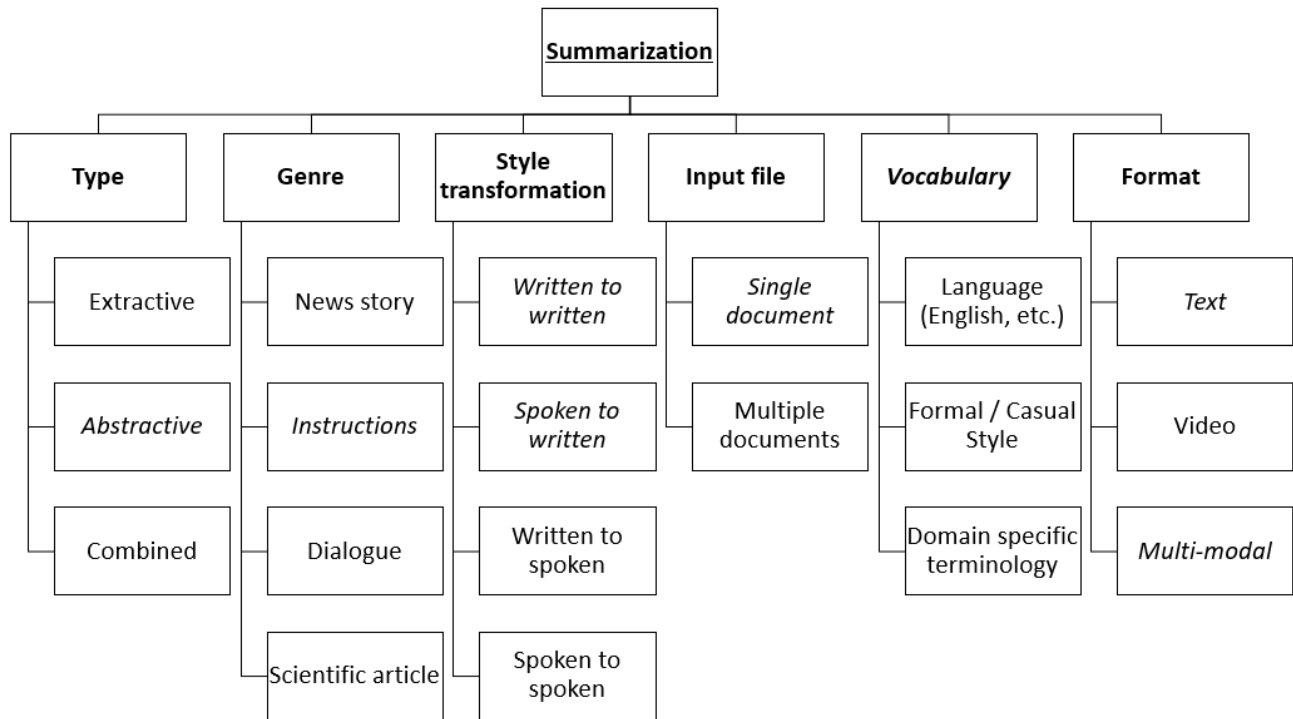 Summarization
Type
Genre
Style
transformation
Input file
Vocabulary
Format
Extractive
News story
Written to
written
Single
document
Language
(English, etc.)
Text
Abstractive
Instructions
Spoken to
written
Multiple
documents
Formal / Casual
Style
Video
Combined
Dialogue
Written to
spoken
Domain specific
terminology
Multi-modal
Scientific article
Spoken to
spoken